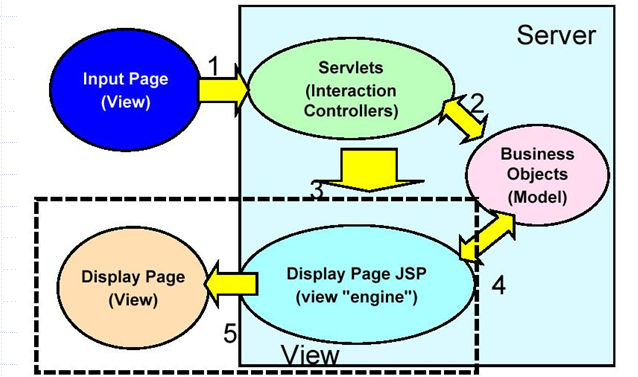 Server
1
Input Page
(View)
Servlets
(Interaction
Controllers)
2
Business
Objects
(Model)
3
Display Page
(View)
Display Page JSP
(view "engine")
4
5
View